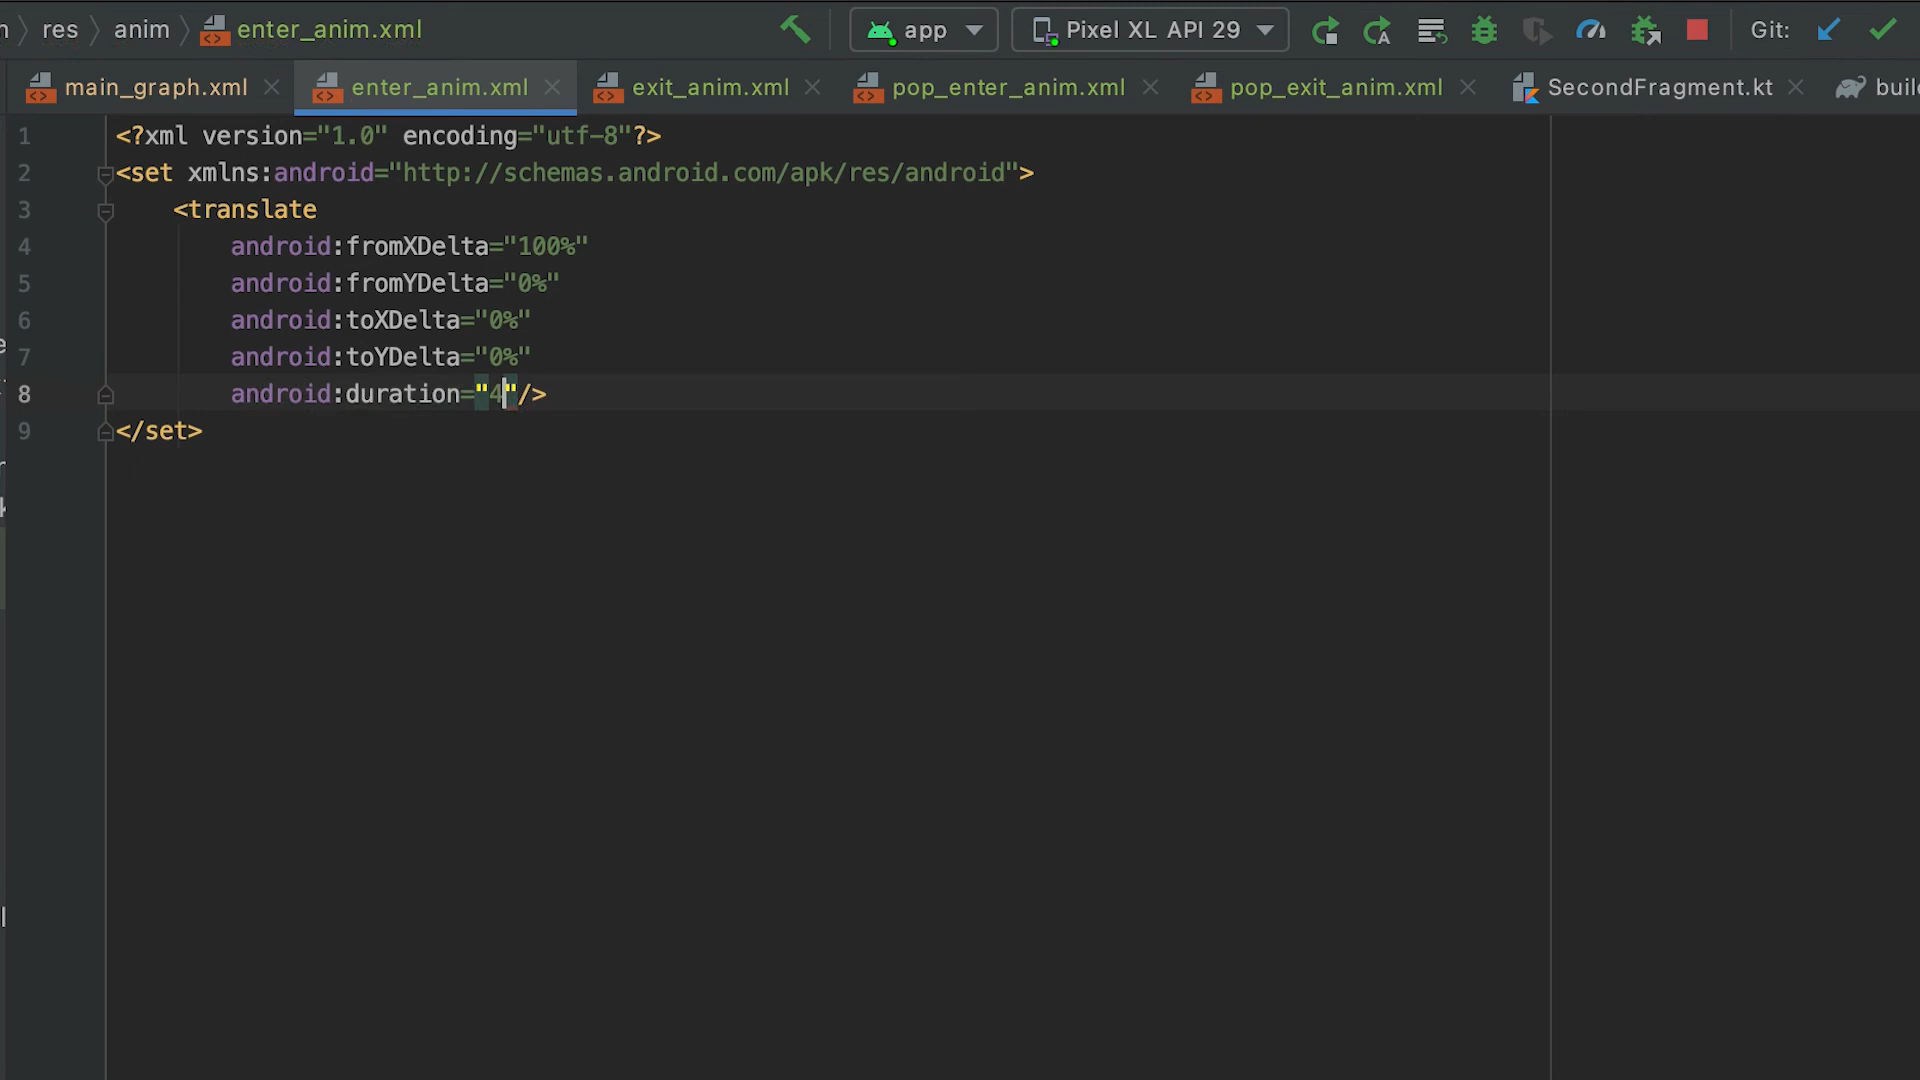 res anim enter_anim.xml app Pixel XL API 29 Git:
main_graph.xml enter_anim.xml exit_anim.xml pop_enter_anim.xml pop_exit_anim.xml SecondFragment.kt
1 <?xml version="1.0" encoding="utf-8"?>
2 <set xmlns:android="http://schemas.android.com/apk/res/android">
3 <translate
4 android:fromXDelta="100%"
5 android:fromYDelta="0%"
6 android:toXDelta="0%"
7 android:toYDelta="0%"
8 android:duration="4"/>
9 </set>